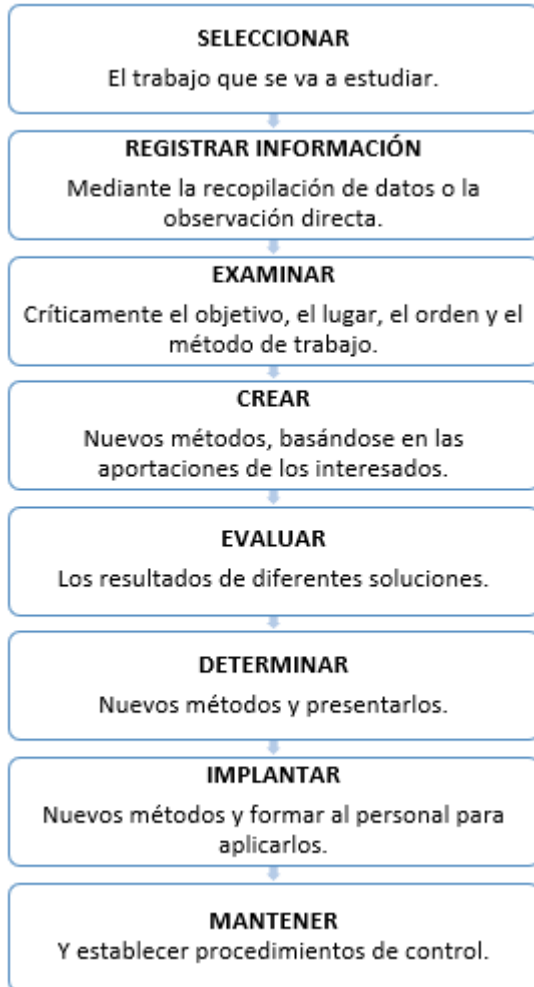 SELECCIONAR
El trabajo que se va a estudiar.
REGISTRAR INFORMACIÓN
Mediante la recopilación de datos o la
observación directa.
EXAMINAR
Críticamente el objetivo, el lugar, el orden y el
método de trabajo.
CREAR
Nuevos métodos, basándose en las
aportaciones de los interesados.
EVALUAR
Los resultados de diferentes soluciones.
DETERMINAR
Nuevos métodos y presentarlos.
IMPLANTAR
Nuevos métodos y formar al personal para
aplicarlos.
MANTENER
Y establecer procedimientos de control.